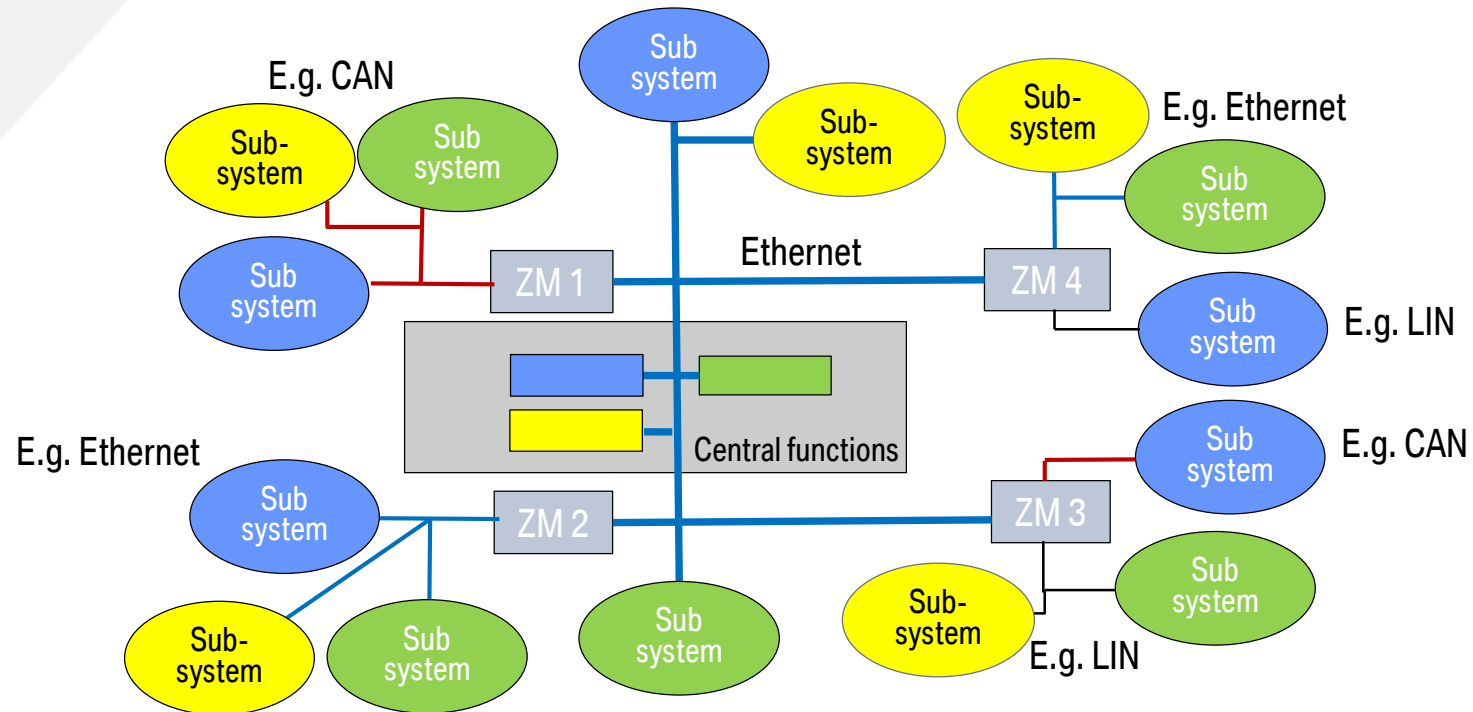 Sub
system
E.g. CAN
Sub-
system
Sub
system
Sub-
system
Sub-
system
E.g. Ethernet
Sub
system
Sub
system
ZM 1
Ethernet
ZM 4
Sub
system
E.g. LIN
Central functions
E.g. Ethernet
Sub
system
ZM 2
ZM 3
Sub
system
E.g. CAN
Sub-
system
Sub
system
Sub
system
Sub-
system
Sub
system
E.g. LIN